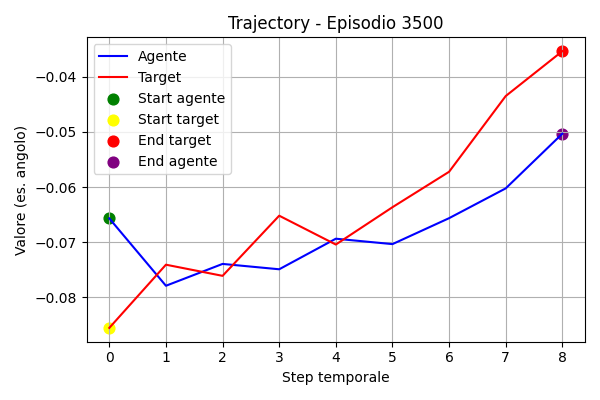 Trajectory - Episodio 3500
Agente
Target
Start agente
Start target
End target
End agente
Valore (es. angolo)
−0.04
−0.05
−0.06
−0.07
−0.08
0 1 2 3 4 5 6 7 8
Step temporale